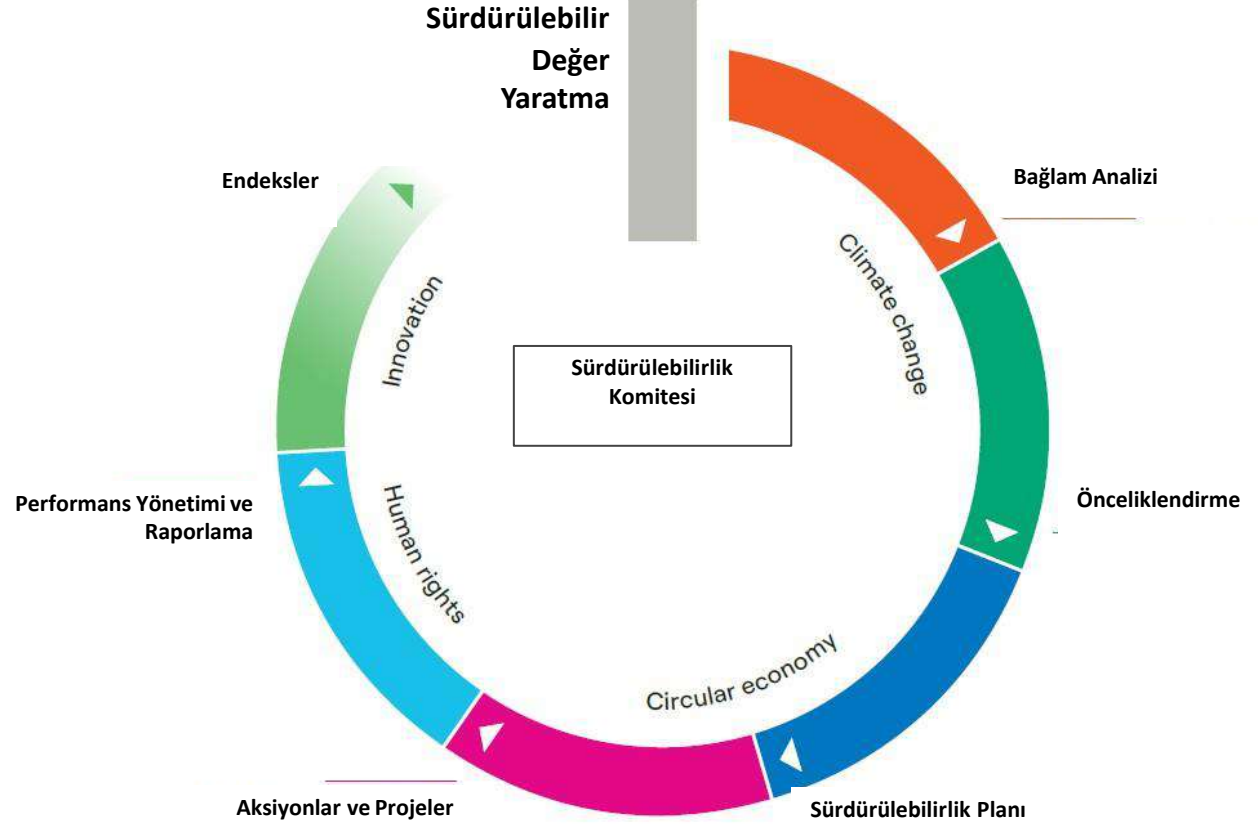 Sürdürülebilir
Değer
Yaratma
Endeksler
Bağlam Analizi
Climate change
Innovation
Sürdürülebilirlik
Komitesi
Performans Yönetimi ve
Raporlama
Human rights
Önceliklendirme
Circular economy
Aksiyonlar ve Projeler
Sürdürülebilirlik Planı